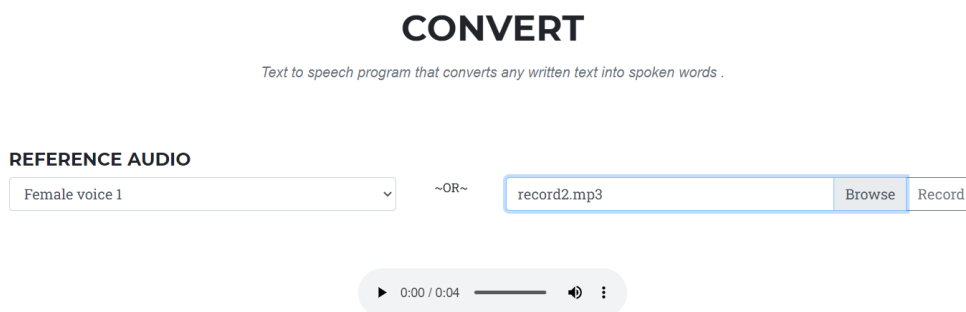 CONVERT
Text to speech program that converts any written text into spoken words .
REFERENCE AUDIO
Female voice 1
~OR~
record2.mp3 Browse Record
0:00 / 0:04